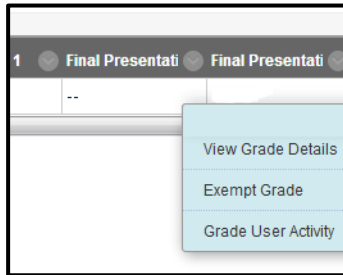 1 Final Presentati Final Presentati
--
View Grade Details
Exempt Grade
Grade User Activity